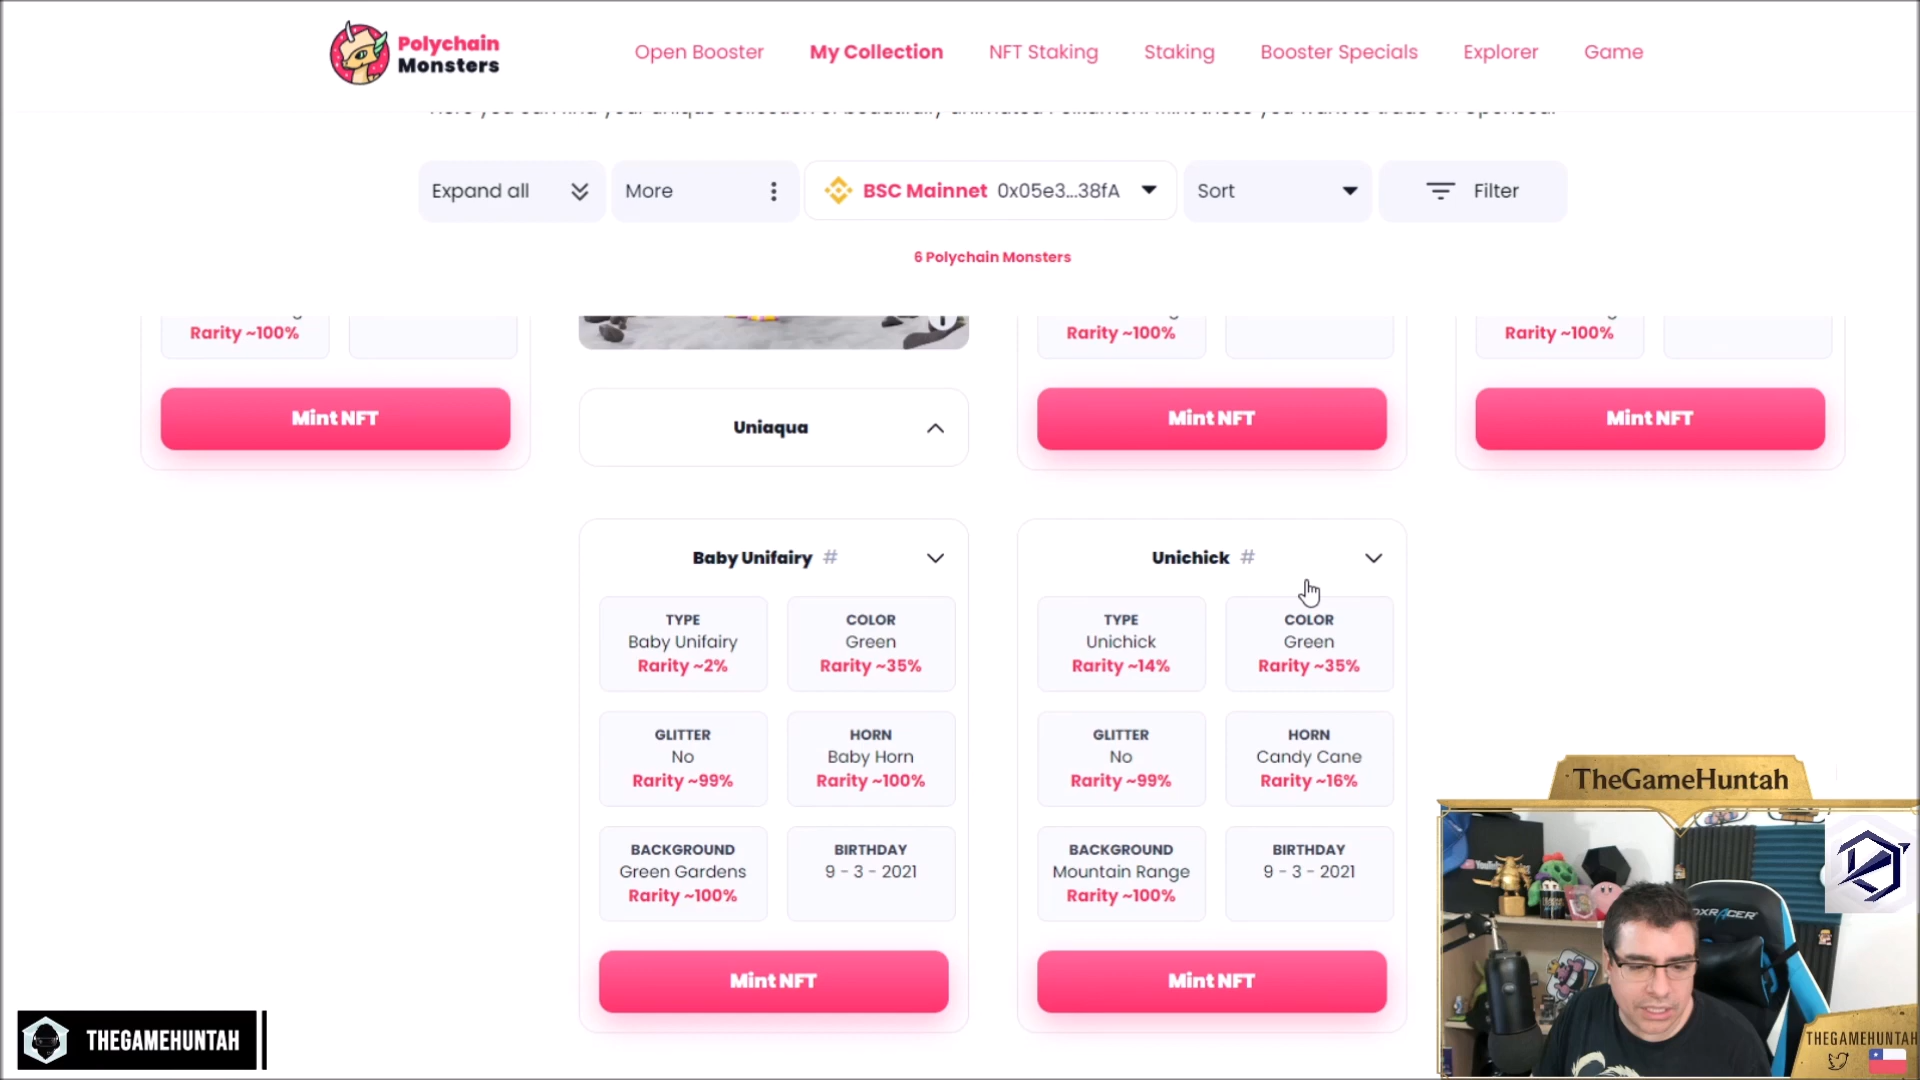 Polychain
Monsters
Open Booster
My Collection
NFT Staking
Staking
Booster Specials
Explorer
Game
Expand all
More
BSC Mainnet 0x05e3...38fA
Sort
Filter
6 Polychain Monsters
Rarity ~100%
Rarity ~100%
Rarity ~100%
Mint NFT
Uniaqua
Mint NFT
Mint NFT
Baby Unifairy #
TYPE
Baby Unifairy
Rarity ~2%
COLOR
Green
Rarity ~35%
GLITTER
No
Rarity ~99%
HORN
Baby Horn
Rarity ~100%
BACKGROUND
Green Gardens
Rarity ~100%
BIRTHDAY
9 - 3 - 2021
Mint NFT
Unichick #
TYPE
Unichick
Rarity ~14%
COLOR
Green
Rarity ~35%
GLITTER
No
Rarity ~99%
HORN
Candy Cane
Rarity ~16%
BACKGROUND
Mountain Range
Rarity ~100%
BIRTHDAY
9 - 3 - 2021
Mint NFT
TheGameHuntah
DXRACER
THEGAMEHUNTAH
THEGAMEHUNTAH